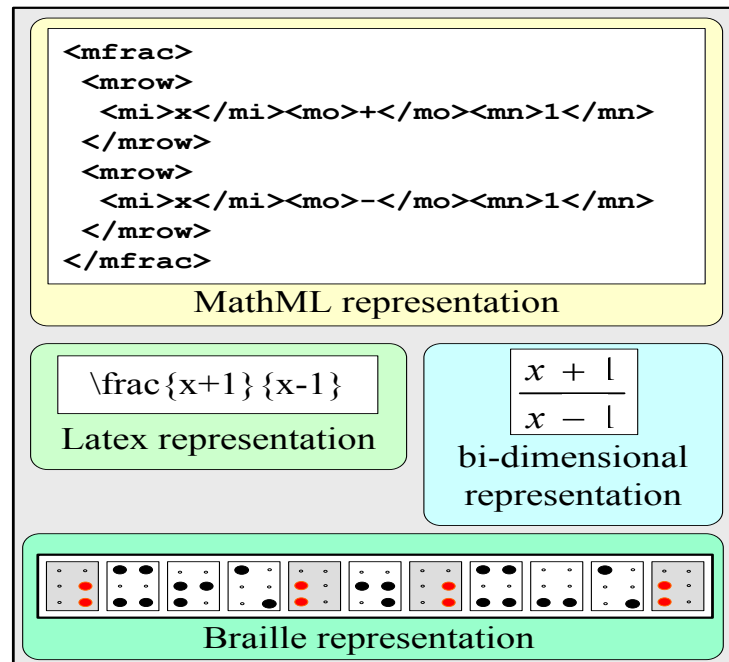 <mfrac>
 <mrow>
  <mi>x</mi><mo>+</mo><mn>1</mn>
 </mrow>
 <mrow>
  <mi>x</mi><mo>-</mo><mn>1</mn>
 </mrow>
</mfrac>
MathML representation
\frac{x+1}{x-1}
Latex representation
x + 1
x − 1
bi-dimensional
representation
⠰⠭⠖⠡⠆⠴⠰⠭⠤⠡⠰
Braille representation